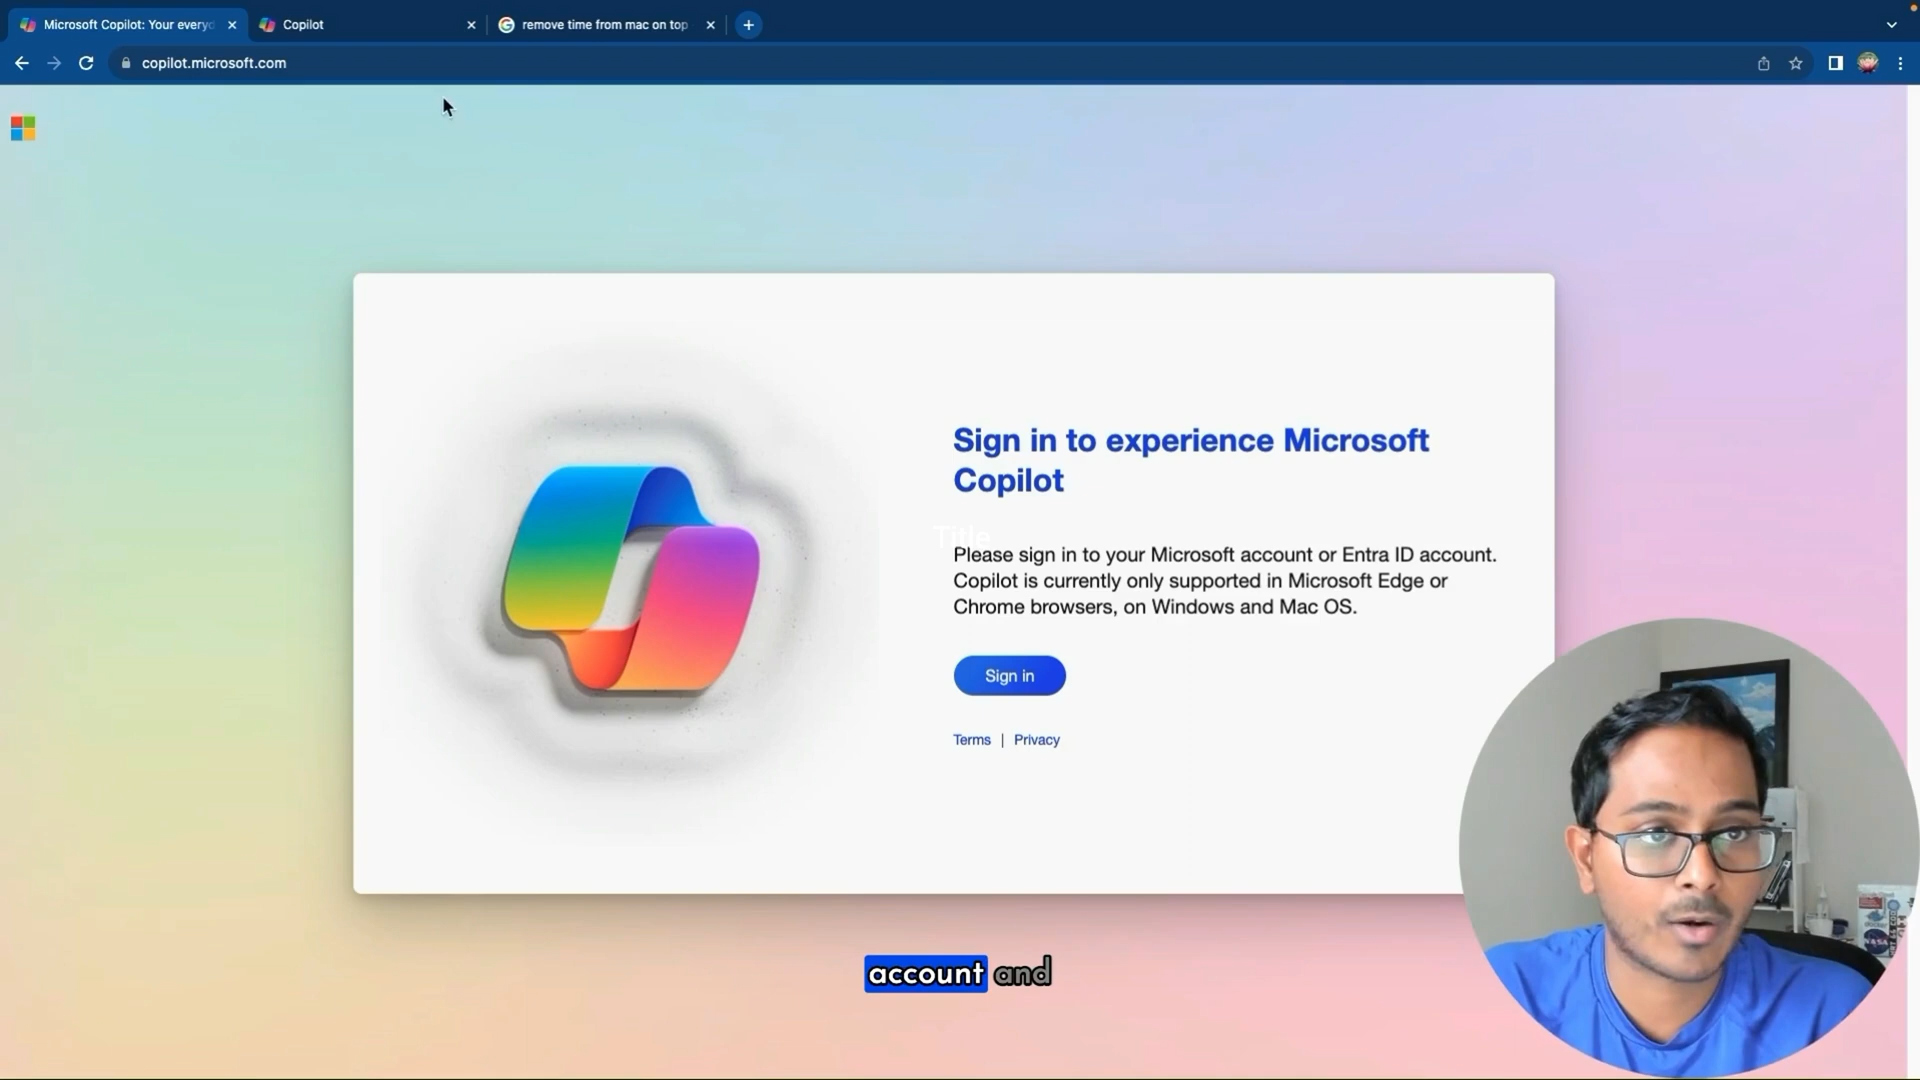 Microsoft Copilot: Your everyd
Copilot
remove time from mac on top
copilot.microsoft.com
Sign in to experience Microsoft
Copilot
Title
Please sign in to your Microsoft account or Entra ID account.
Copilot is currently only supported in Microsoft Edge or
Chrome browsers, on Windows and Mac OS.
Sign in
Terms | Privacy
NASA
account and